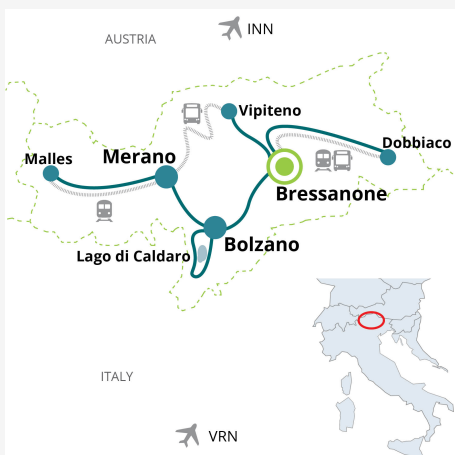 INN
AUSTRIA
Vipiteno
Dobbiaco
Malles
Merano
Bressanone
Bolzano
Lago di Caldaro
ITALY
VRN